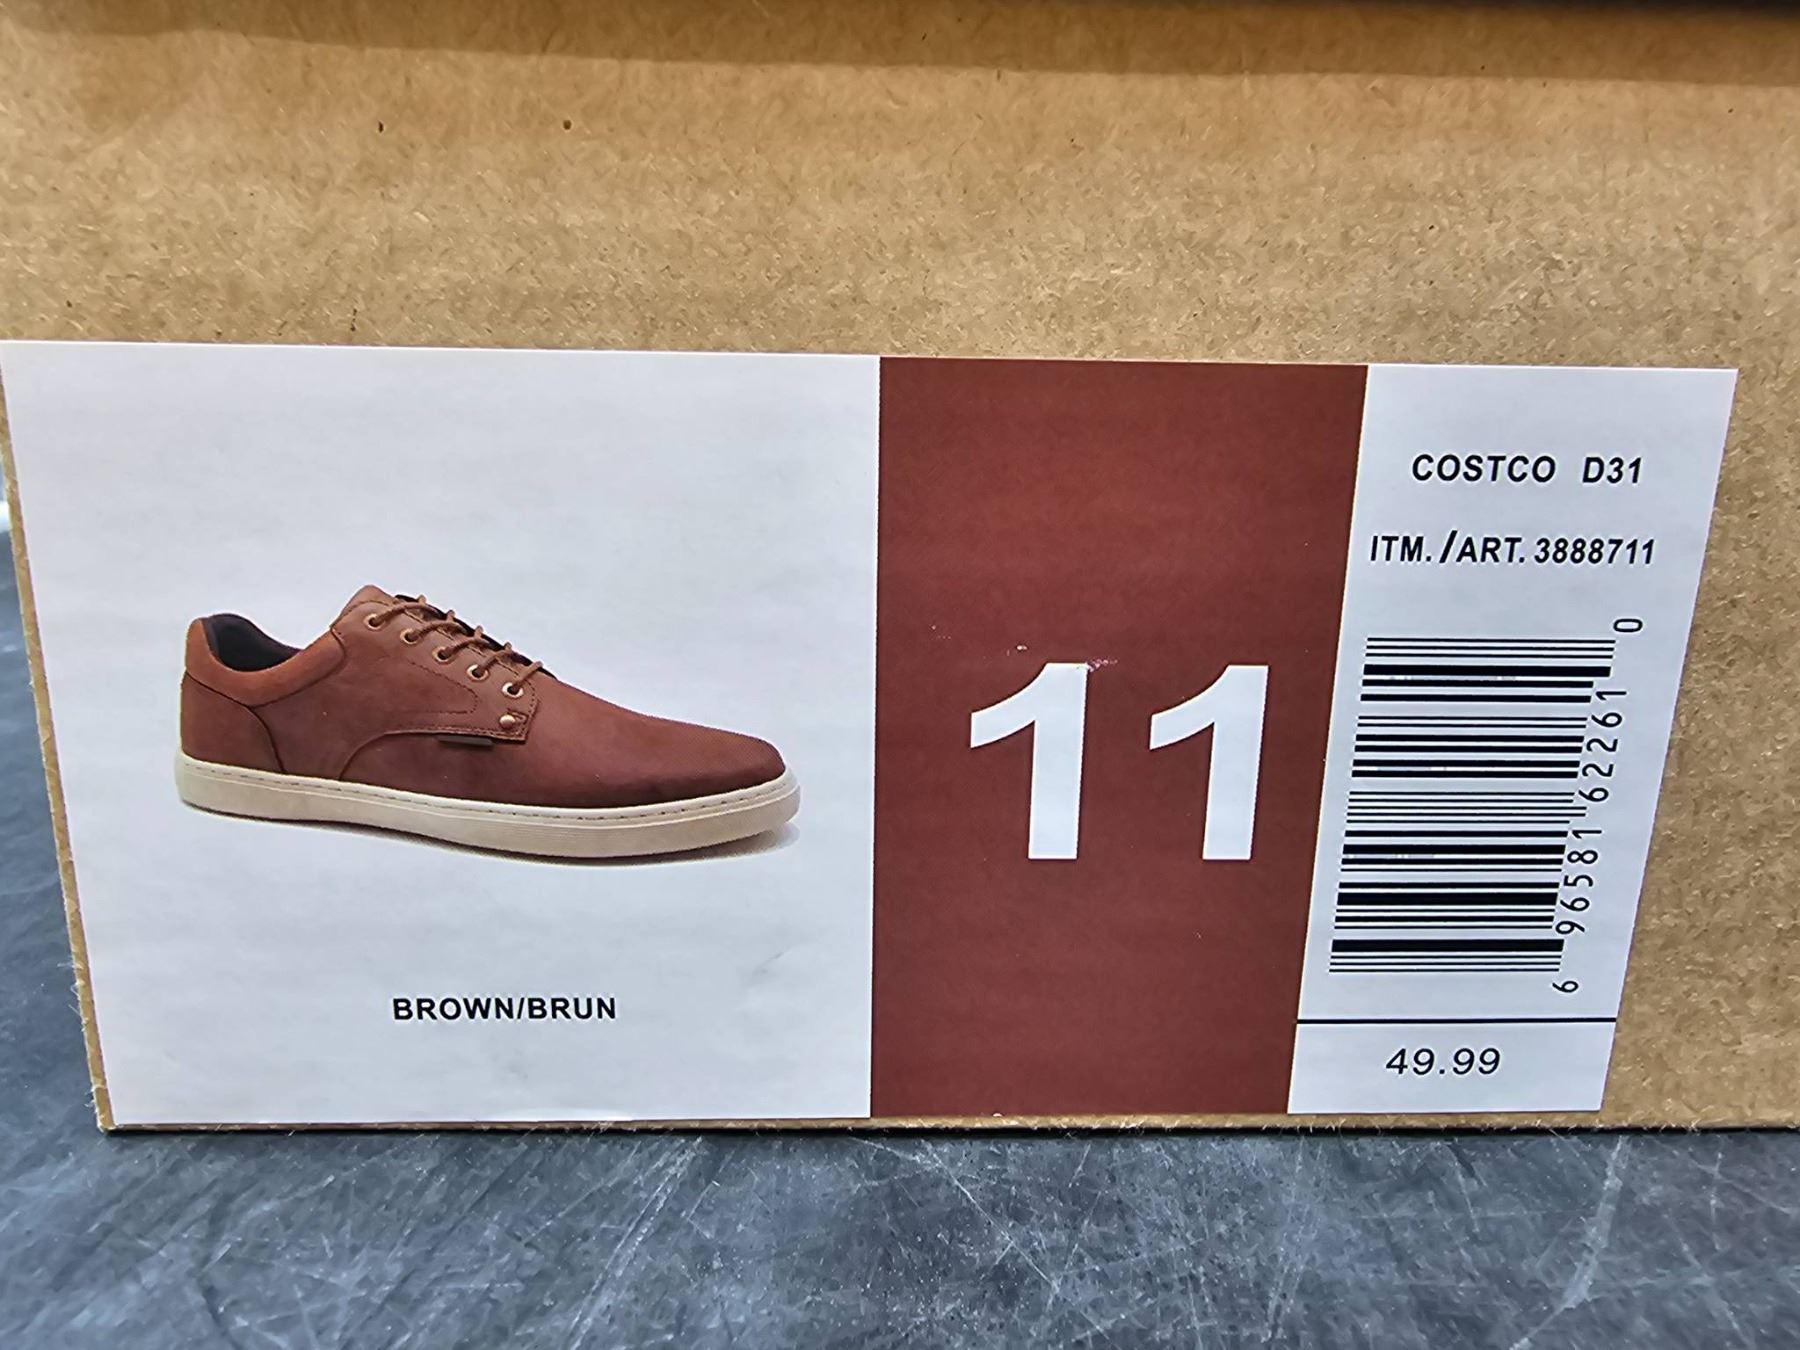 BROWN/BRUN
11
COSTCO D31
ITM./ART. 3888711
6 96581 62261 0
49.99